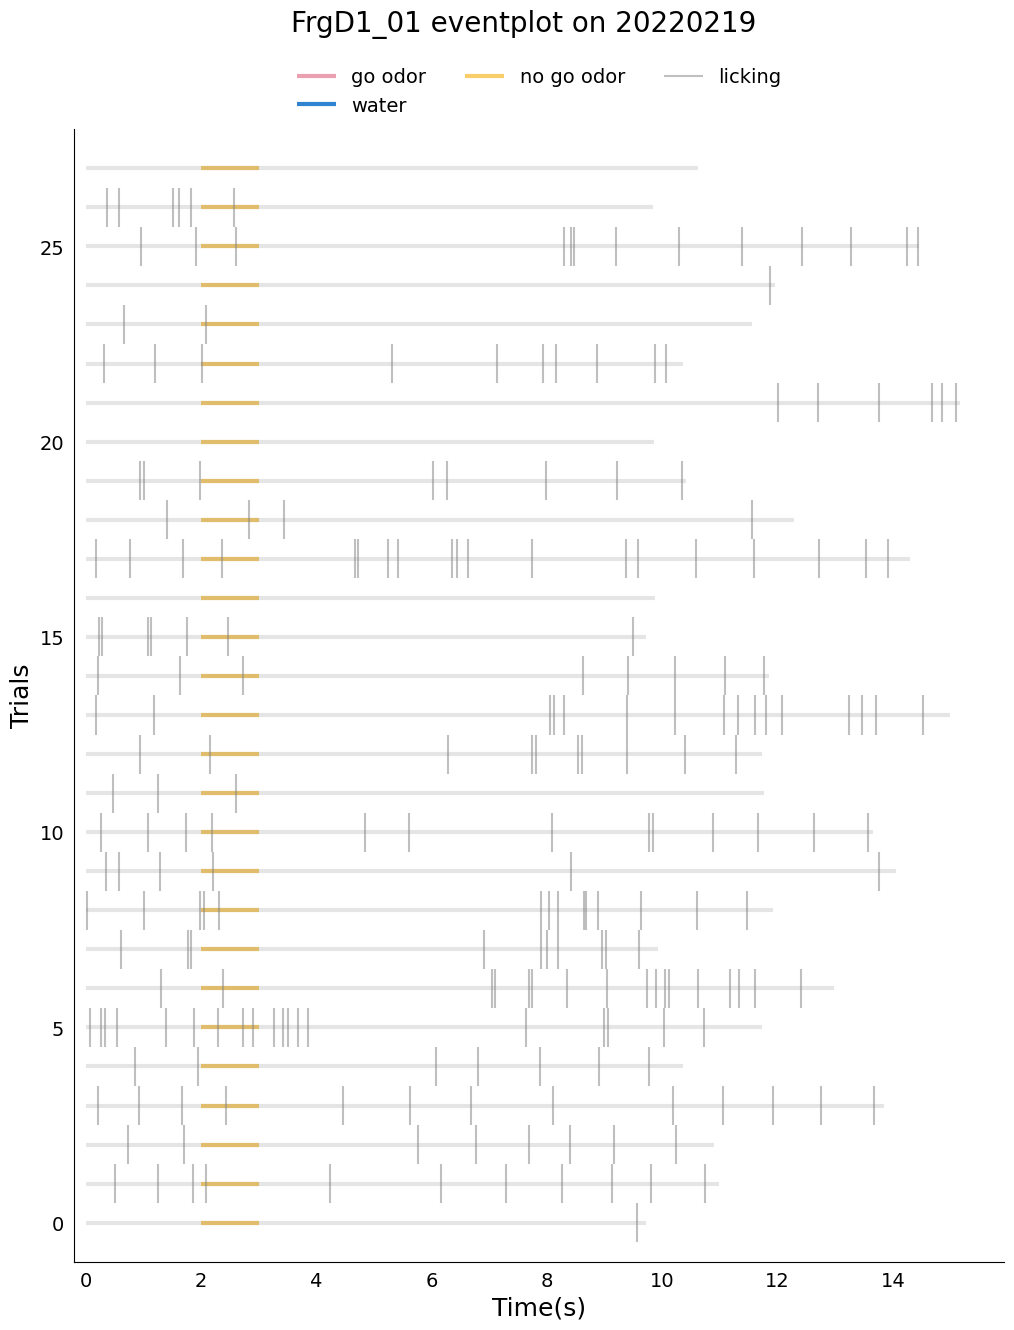 FrgD1_01 eventplot on 20220219
go odor
no go odor
licking
water
25
20
15
10
5
0
Trials
0 2 4 6 8 10 12 14
Time(s)